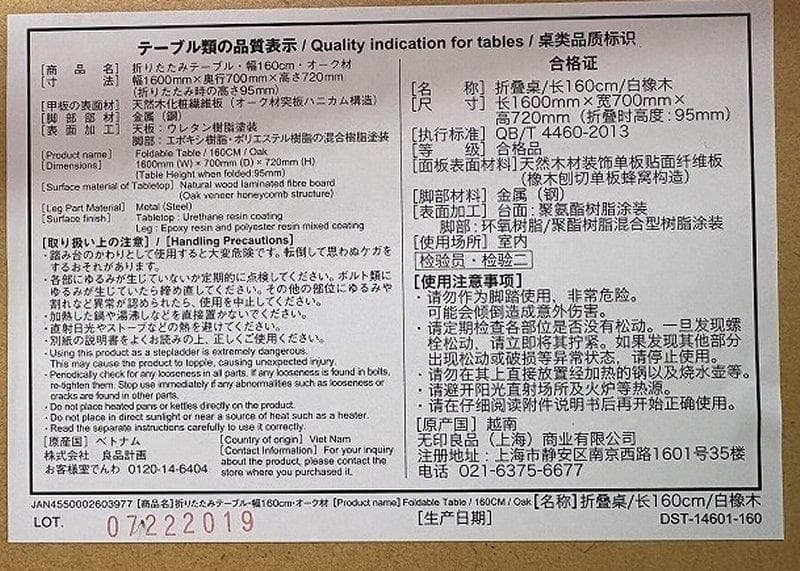 テーブル類の品質表示 / Quality indication for tables / 桌类品质标识
[商品名] 折りたたみテーブル・幅160cm・オーク材
[寸法] 幅1600mm×奥行700mm×高さ720mm
(折りたたみ時の高さ95mm)
[甲板の表面材] 天然木化粧繊維板（オーク材突板ハニカム構造）
[脚部部材] 金属（鋼）
[表面加工] 天板：ウレタン樹脂塗装
脚部：エポキシ樹脂・ポリエステル樹脂の混合樹脂塗装
[Product name] Foldable Table / 160CM / Oak
[Dimensions] 1600mm (W) × 700mm (D) × 720mm (H)
(Table Height when folded:95mm)
[Surface material of Tabletop] Natural wood laminated fibre board
(Oak veneer honeycomb structure)
[Leg Part Material] Metal (Steel)
[Surface finish] Tabletop : Urethane resin coating
Leg : Epoxy resin and polyester resin mixed coating
[取り扱い上の注意] / [Handling Precautions]
・踏み台のかわりとして使用すると大変危険です。転倒して思わぬケガを
するおそれがあります。
・各部にゆるみが生じていないか定期的に点検してください。ボルト類に
ゆるみが生じていたら締め直してください。その他の部位にゆるみや
割れなど異常が認められたら、使用を中止してください。
・加熱した鍋や湯沸しなどを直接置かないでください。
・直射日光やストーブなどの熱を避けてください。
・別紙の説明書をよくお読みの上、正しくご使用ください。
・Using this product as a stepladder is extremely dangerous.
This may cause the product to topple, causing unexpected injury.
・Periodically check for any looseness in all parts. If any looseness is found in bolts,
re-tighten them. Stop use immediately if any abnormalities such as looseness or
cracks are found in other parts.
・Do not place heated pans or kettles directly on the product.
・Do not place in direct sunlight or near a source of heat such as a heater.
・Read the separate instructions carefully to use it correctly.
[原産国] ベトナム
株式会社 良品計画
お客様室でんわ 0120-14-6404
[Country of origin] Viet Nam
[Contact Information] For your inquiry
about the product, please contact the
store where you purchased it.
合格证
[名称] 折叠桌/长160cm/白橡木
[尺寸] 长1600mm×宽700mm×
高720mm（折叠时高度:95mm）
[执行标准] QB/T 4460-2013
[等级] 合格品
[面板表面材料] 天然木材装饰单板贴面纤维板
(橡木刨切单板蜂窝构造)
[脚部材料] 金属（钢）
[表面加工] 台面：聚氨酯树脂涂装
脚部：环氧树脂/聚酯树脂混合型树脂涂装
[使用场所] 室内
检验员・检验二
[使用注意事项]
・请勿作为脚踏使用，非常危险。
可能会倾倒造成意外伤害。
・请定期检查各部位是否没有松动。一旦发现螺
栓松动，请立即将其拧紧。如果发现其他部分
出现松动或破损等异常状态，请停止使用。
・请勿在其上直接放置经加热的锅以及烧水壶等。
・请避开阳光直射场所及火炉等热源。
・请在仔细阅读附件说明书后再开始正确使用。
[原产国] 越南
无印良品（上海）商业有限公司
注册地址：上海市静安区南京西路1601号35楼
电话 021-6375-6677
JAN4550002603977 [商品名]折りたたみテーブル・幅160cm・オーク材 [Product name] Foldable Table / 160CM / Oak [名称] 折叠桌/长160cm/白橡木
LOT. 07222019 [生产日期] DST-14601-160